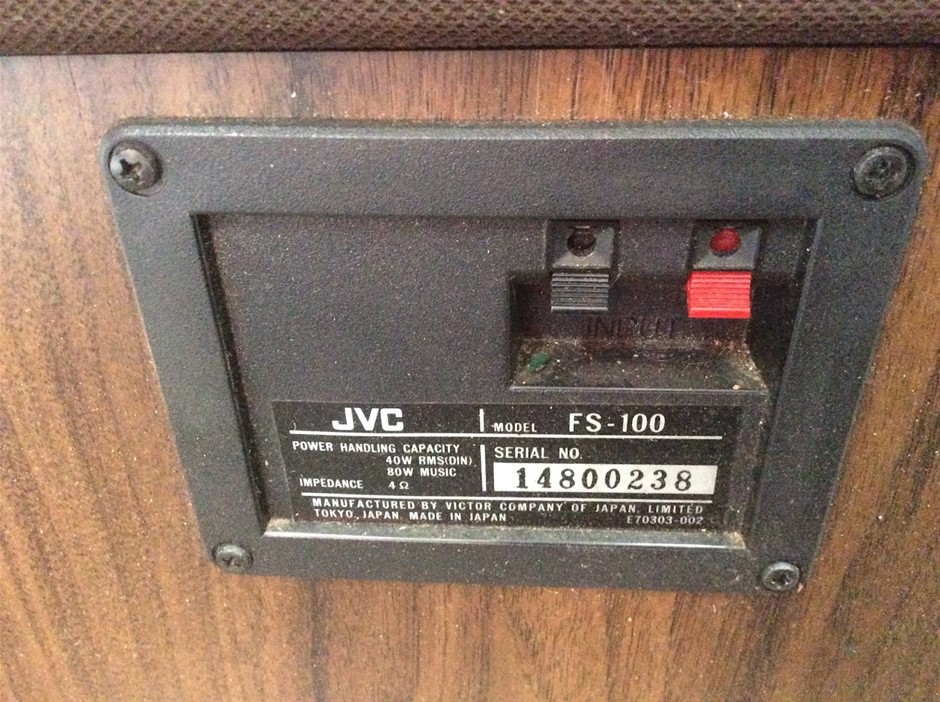 INPUT
JVC
MODEL FS-100
POWER HANDLING CAPACITY
40W RMS(DIN)
80W MUSIC
IMPEDANCE 4Ω
SERIAL NO.
14800238
MANUFACTURED BY VICTOR COMPANY OF JAPAN, LIMITED
TOKYO, JAPAN, MADE IN JAPAN E70303-002